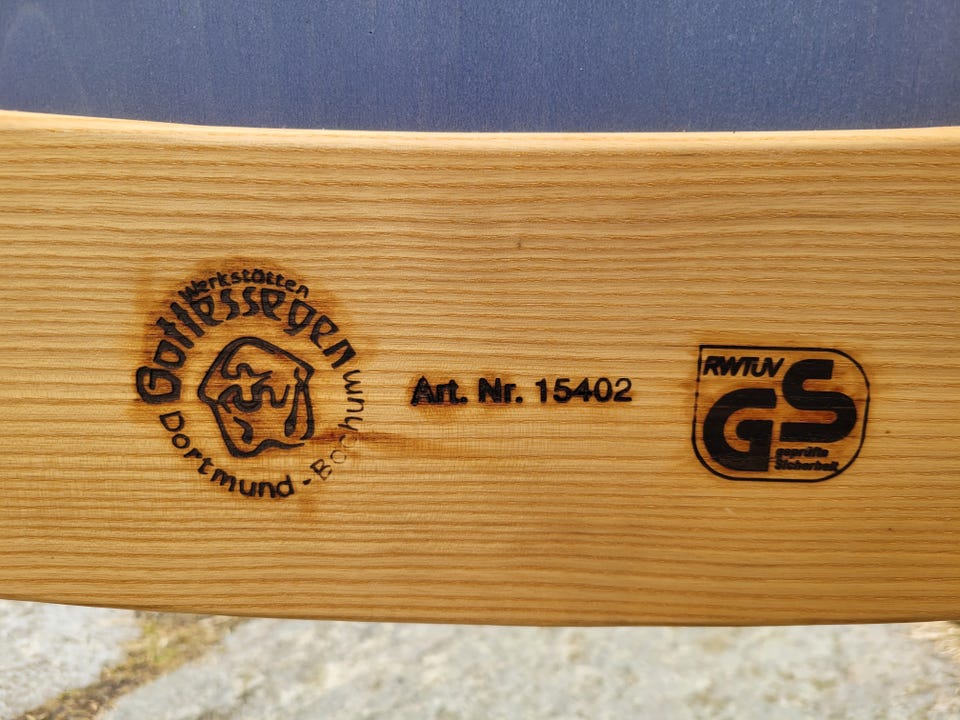 Werkstätten
Gottessegen
Dortmund - Bochum
Art. Nr. 15402
RWTÜV
GS
geprüfte
Sicherheit